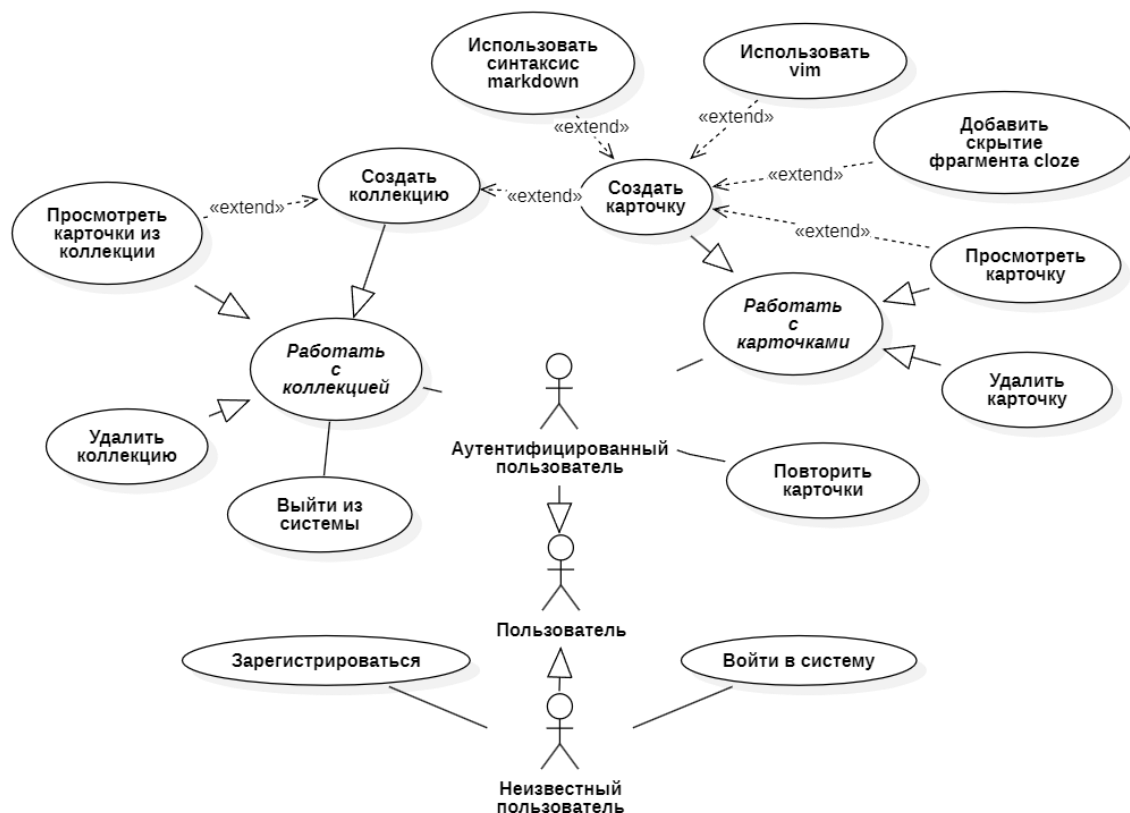 Использовать
синтаксис
markdown
Использовать
vim
«extend»
«extend»
Добавить
скрытие
фрагмента cloze
Создать
коллекцию
Создать
карточку
«extend»
«extend»
«extend»
Просмотреть
карточки из
коллекции
«extend»
Просмотреть
карточку
Работать
с
карточками
Работать
с
коллекцией
Удалить
карточку
Удалить
коллекцию
Аутентифицированный
пользователь
Повторить
карточки
Выйти из
системы
Пользователь
Зарегистрироваться
Войти в систему
Неизвестный
пользователь